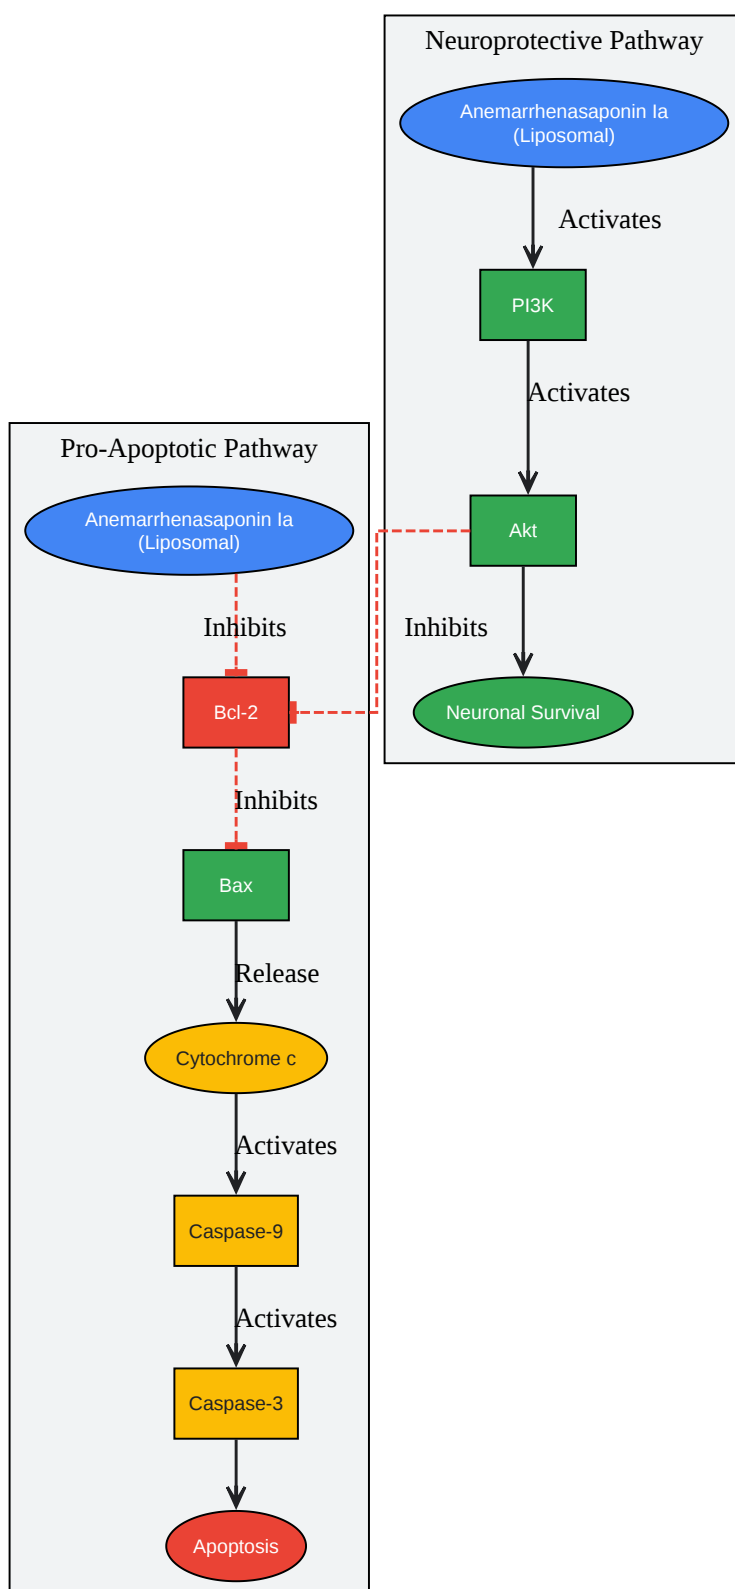 Neuroprotective Pathway
Anemarrhenasaponin Ia
(Liposomal)
Activates
PI3K
Activates
Akt
Inhibits
Neuronal Survival
Pro-Apoptotic Pathway
Anemarrhenasaponin Ia
(Liposomal)
Inhibits
Bcl-2
Inhibits
Bax
Release
Cytochrome c
Activates
Caspase-9
Activates
Caspase-3
Apoptosis